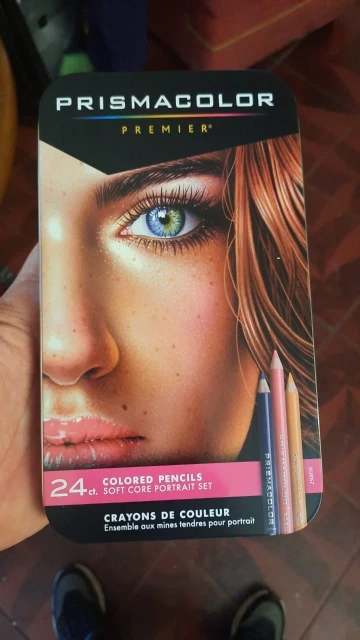 PRISMACOLOR
PREMIER®
24 ct.
COLORED PENCILS
SOFT CORE PORTRAIT SET
CRAYONS DE COULEUR
Ensemble aux mines tendres pour portrait
PRISMACOLOR